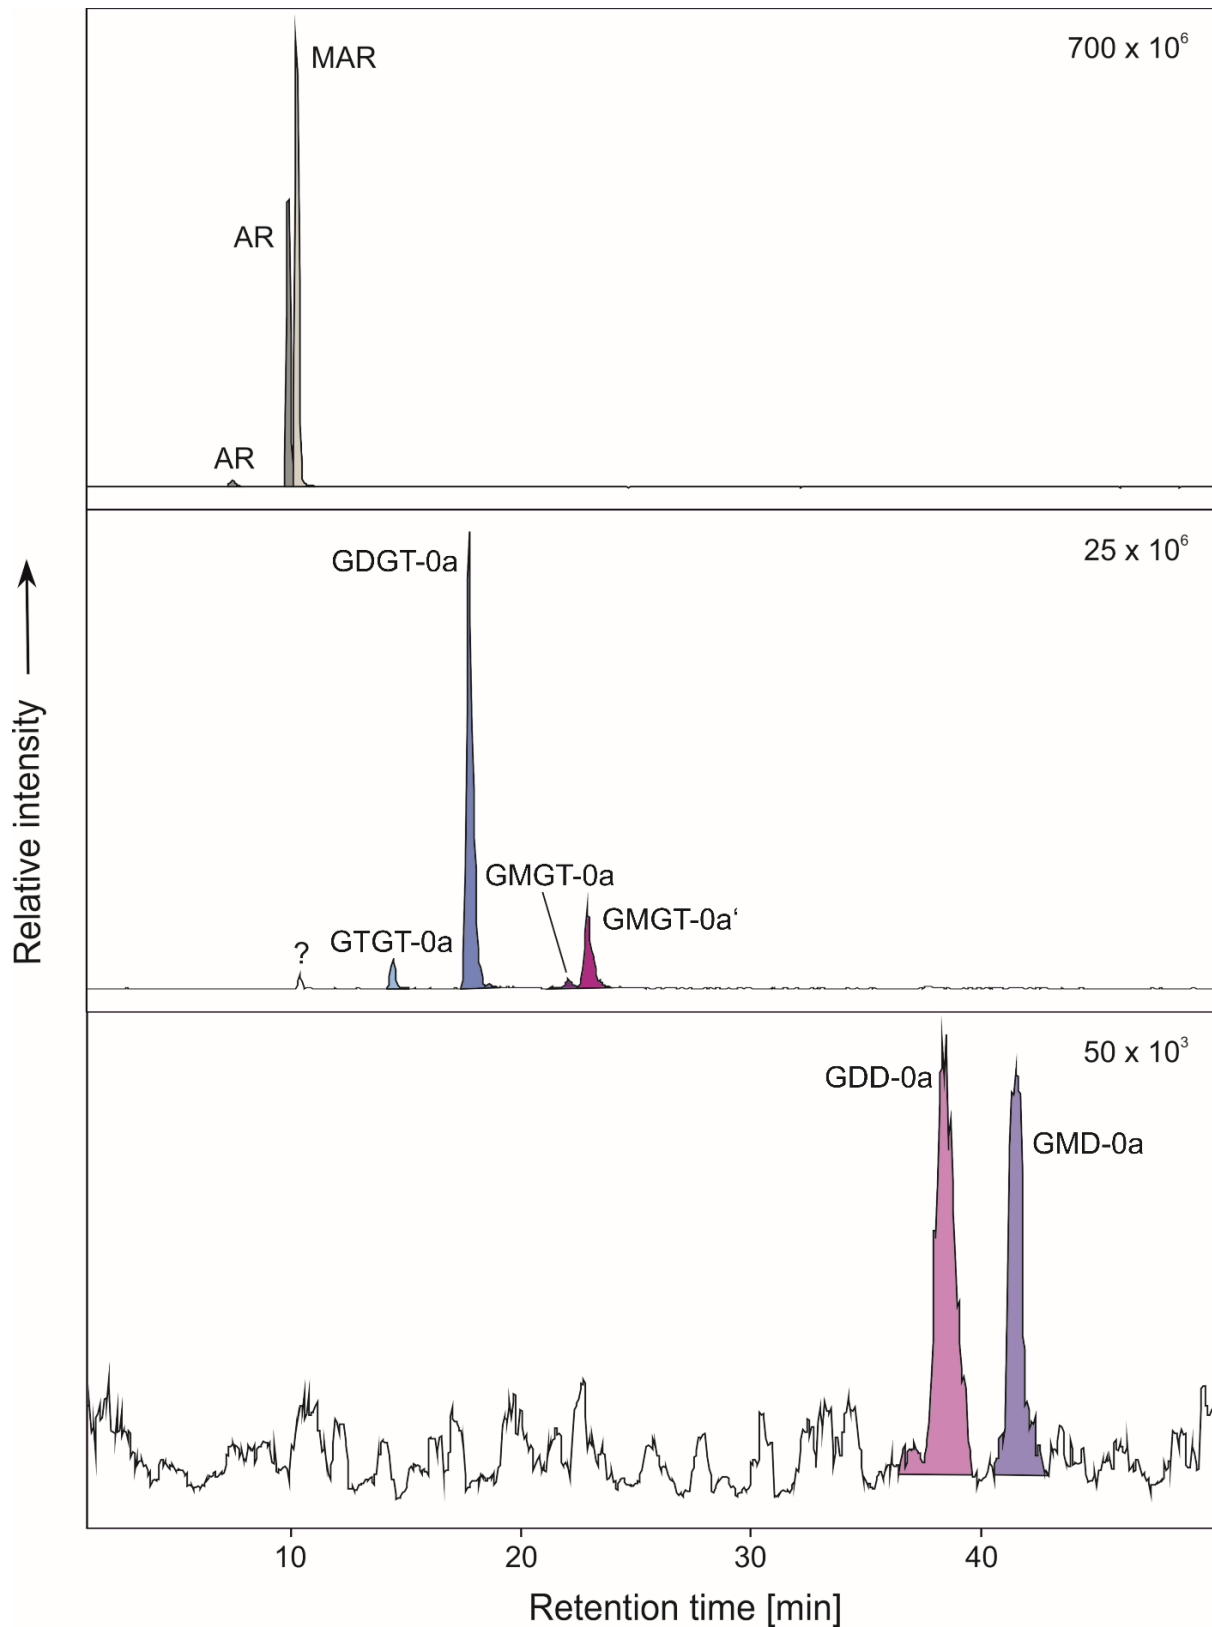 MAR
700 x 10⁶
AR
AR
GDGT-0a
25 x 10⁶
GMGT-0a
GMGT-0a‘
GTGT-0a
?
50 x 10³
GDD-0a
GMD-0a
Relative intensity
10 20 30 40
Retention time [min]